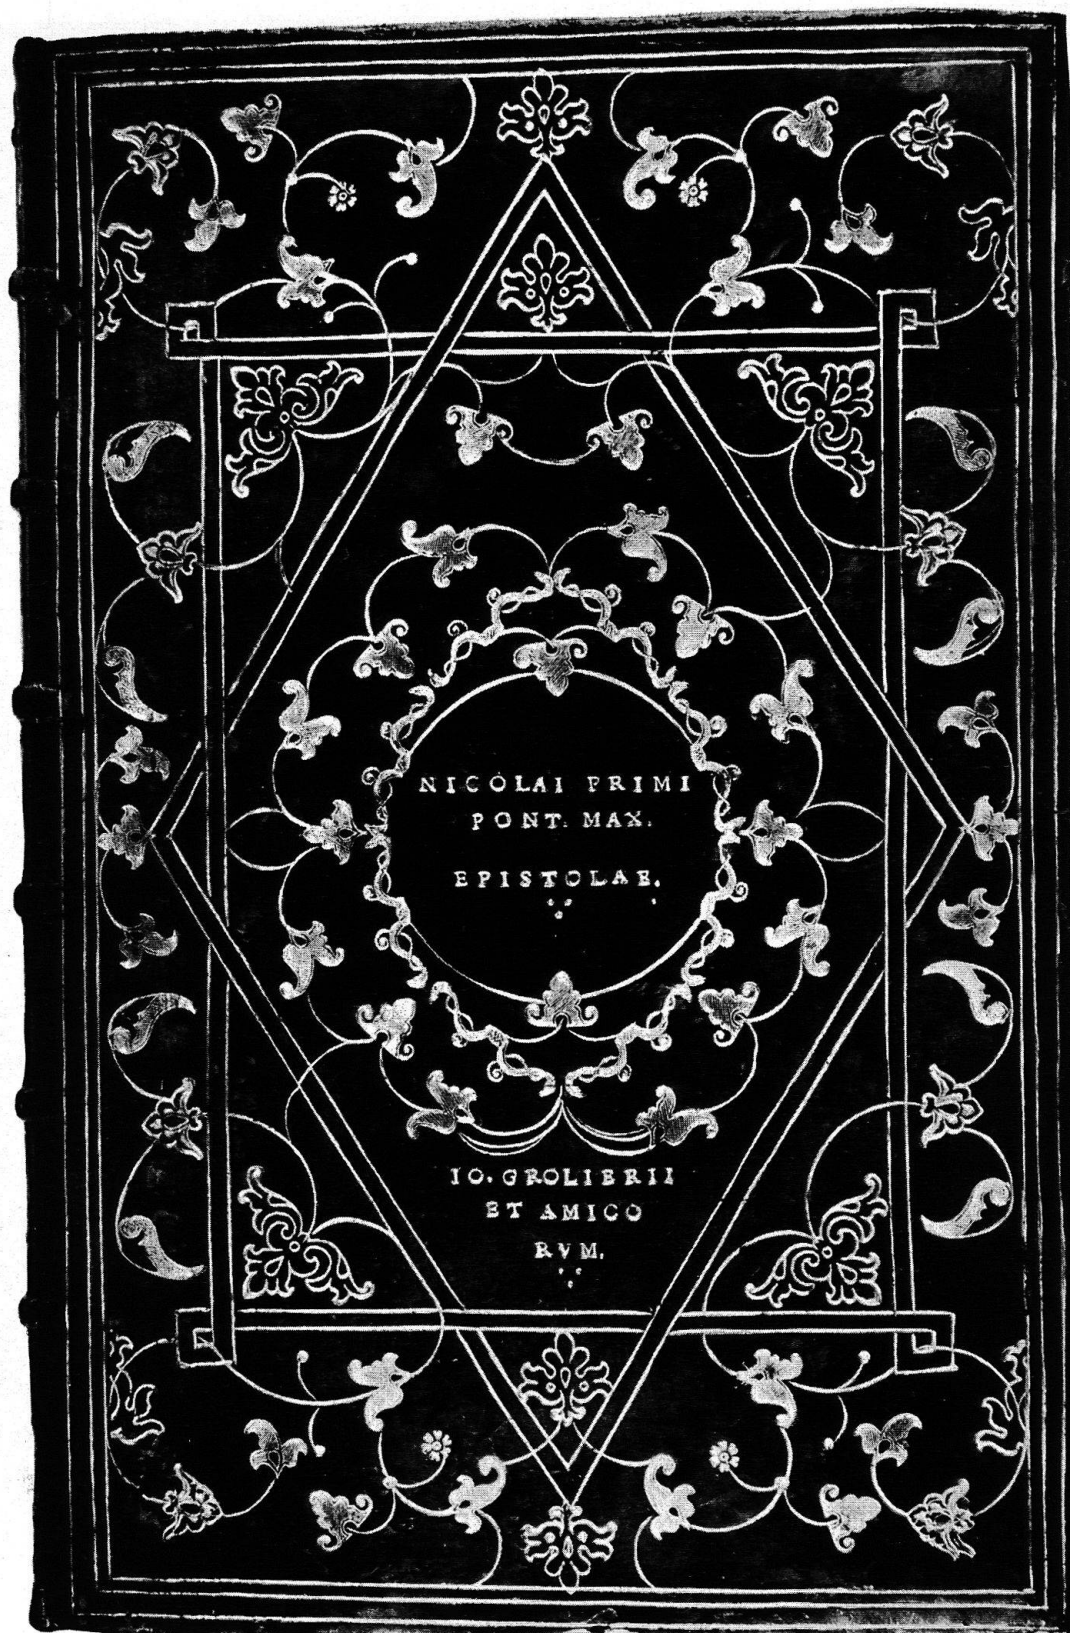 NICOLAI PRIMI
PONT. MAX.
EPISTOLAE.
IO. GROLIERII
ET AMICO
RVM.